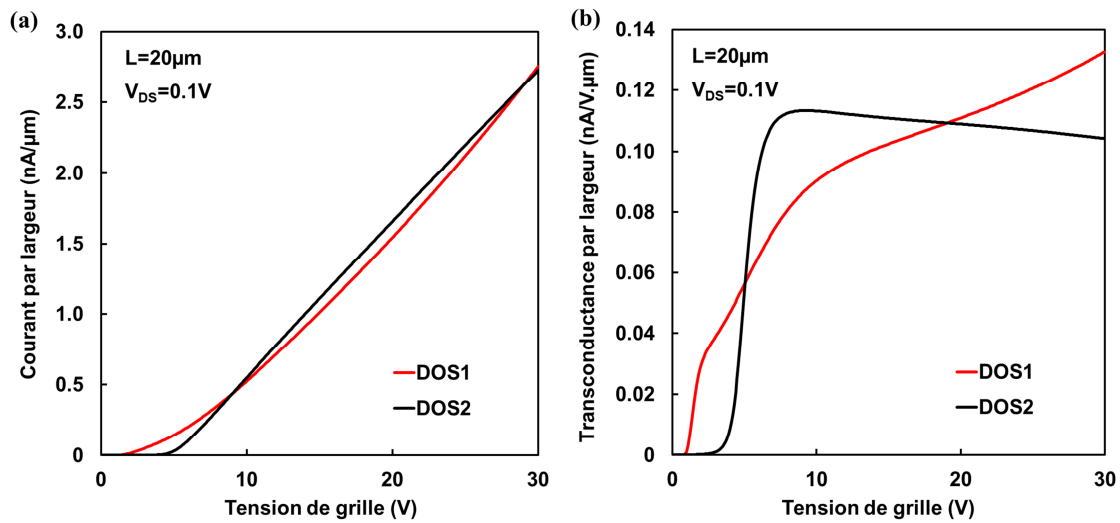 (a)
Courant par largeur (nA/µm)
3.0
2.5
2.0
1.5
1.0
0.5
0
L=20µm
VDS=0.1V
DOS1
DOS2
0
10
20
30
Tension de grille (V)
(b)
Transconductance par largeur (nA/V.µm)
0.14
0.12
0.10
0.08
0.06
0.04
0.02
0
L=20µm
VDS=0.1V
DOS1
DOS2
0
10
20
30
Tension de grille (V)